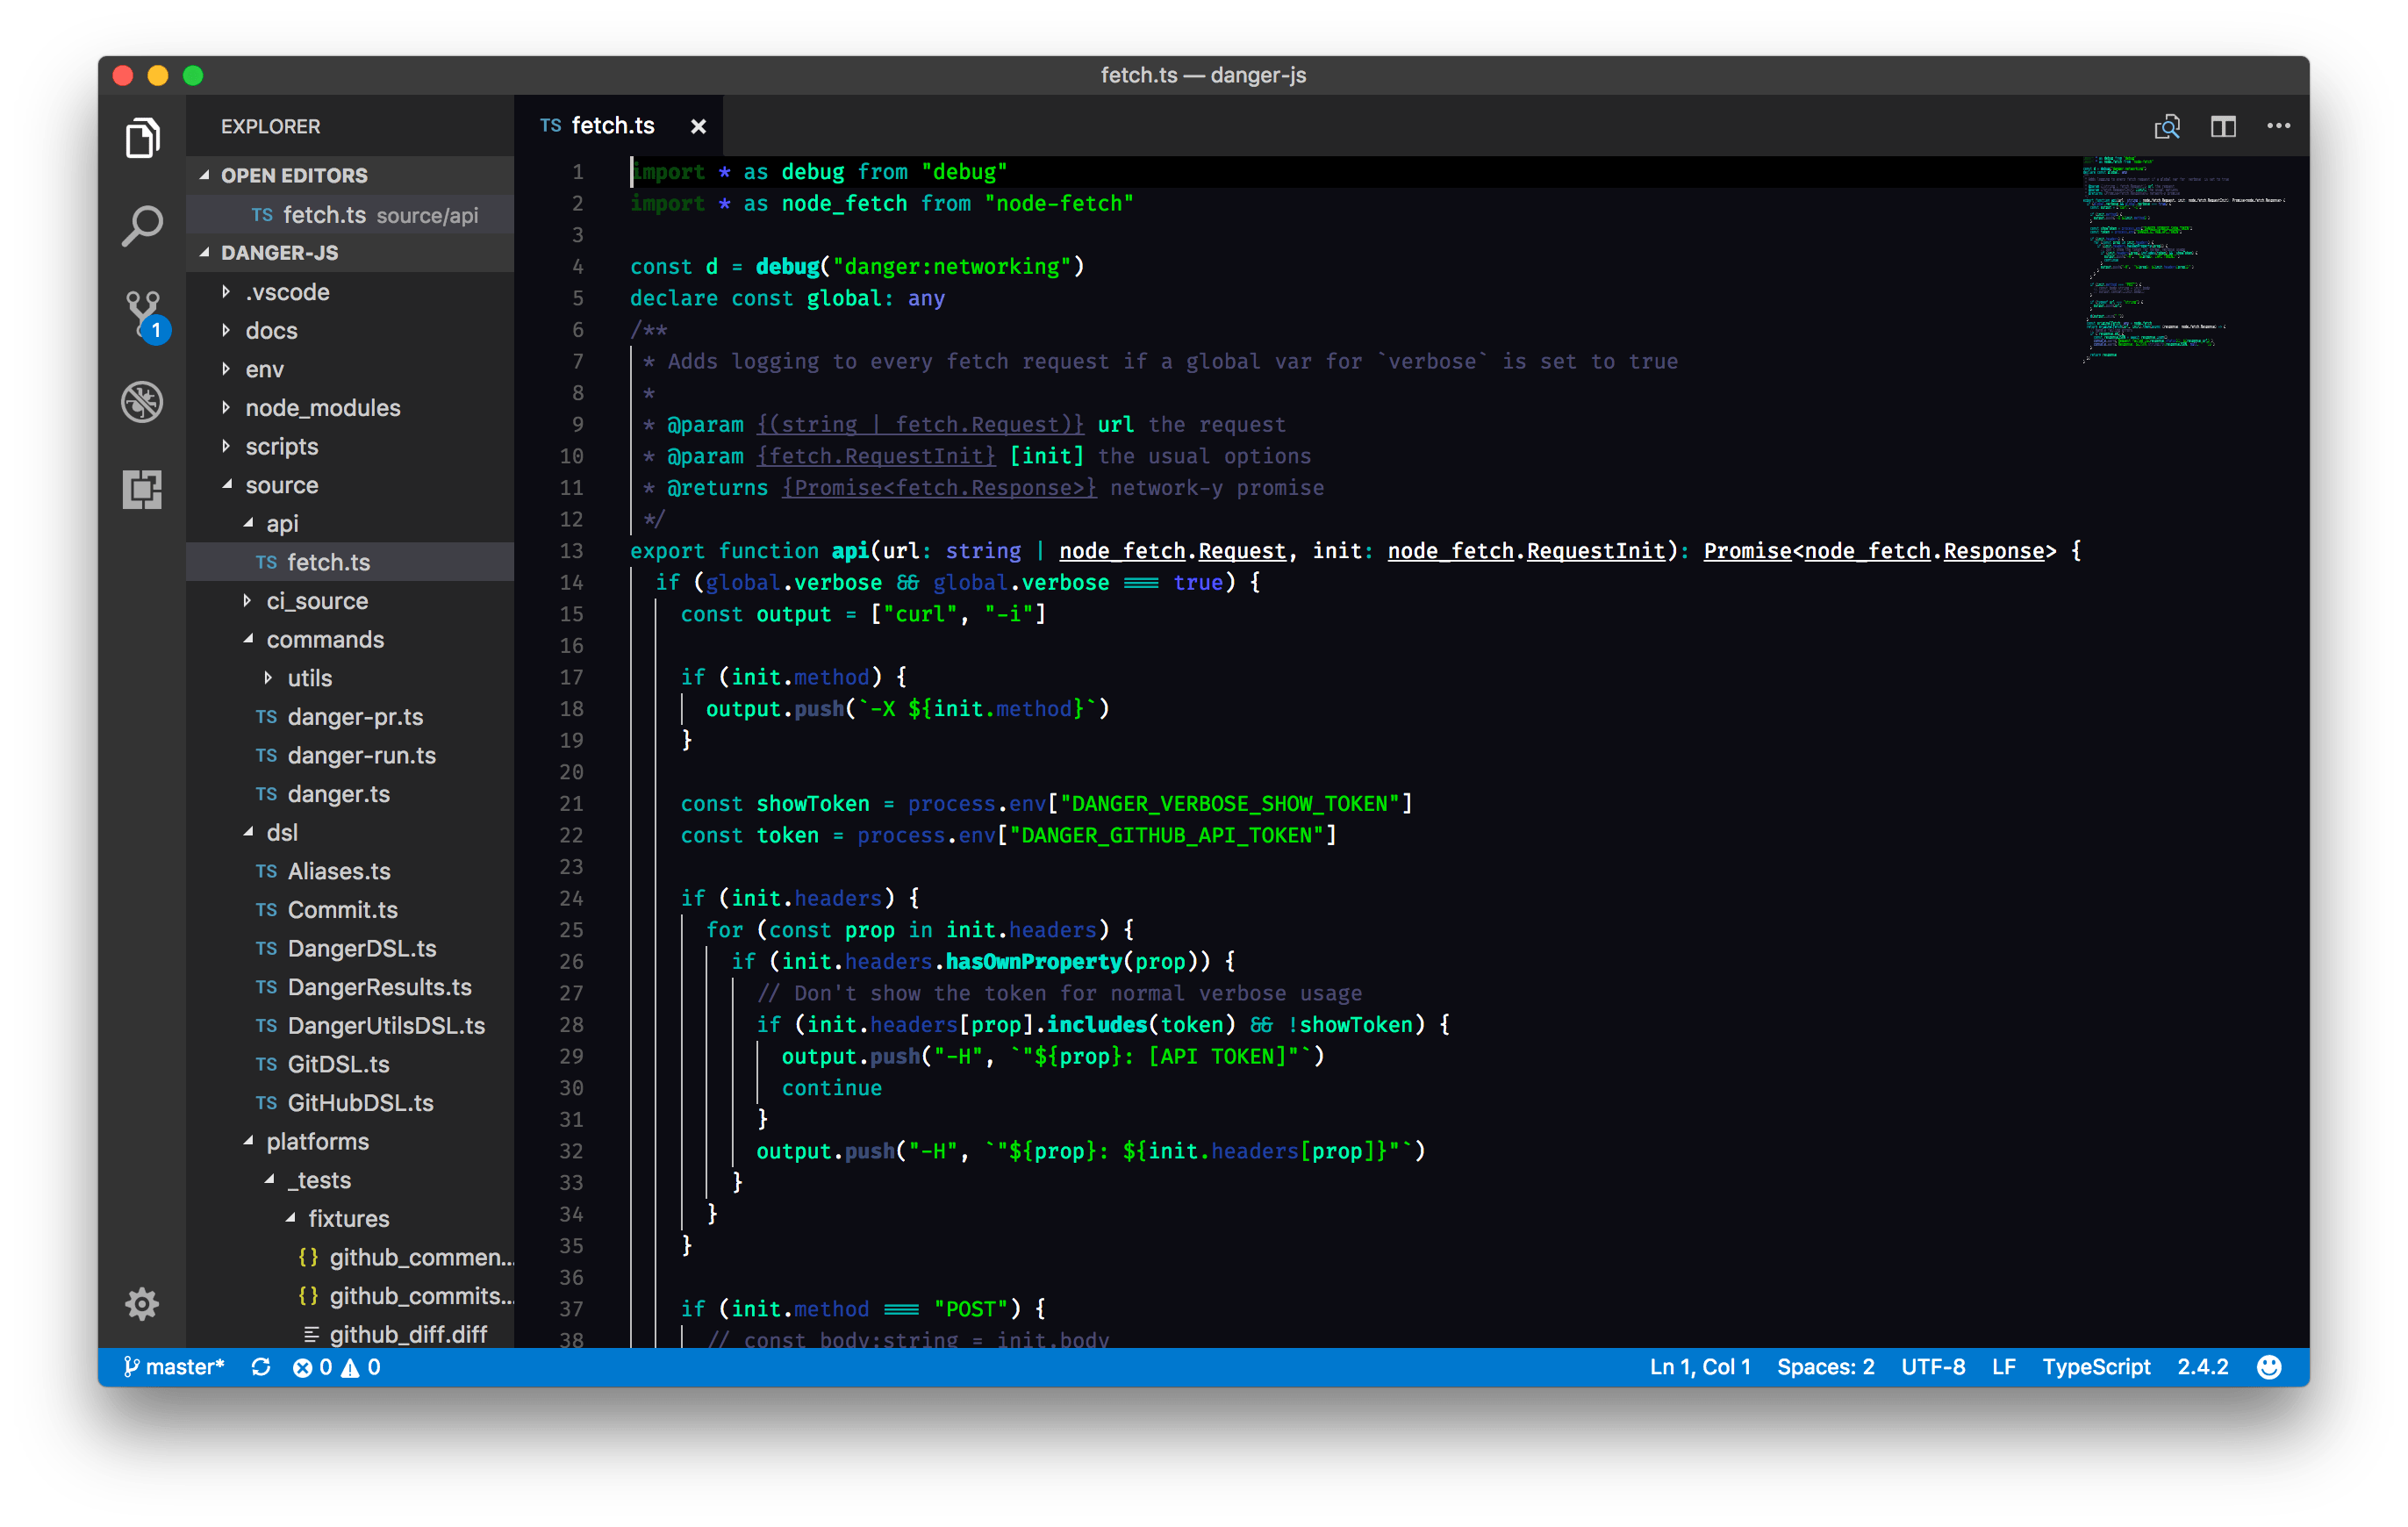 fetch.ts — danger-js
EXPLORER
OPEN EDITORS
TS fetch.ts source/api
DANGER-JS
.vscode
docs
env
node_modules
scripts
source
api
TS fetch.ts
ci_source
commands
utils
TS danger-pr.ts
TS danger-run.ts
TS danger.ts
dsl
TS Aliases.ts
TS Commit.ts
TS DangerDSL.ts
TS DangerResults.ts
TS DangerUtilsDSL.ts
TS GitDSL.ts
TS GitHubDSL.ts
platforms
_tests
fixtures
{} github_commen...
{} github_commits...
github_diff.diff
1
TS fetch.ts ×
1 import * as debug from "debug"
2 import * as node_fetch from "node-fetch"
3
4 const d = debug("danger:networking")
5 declare const global: any
6 /**
7 * Adds logging to every fetch request if a global var for `verbose` is set to true
8 *
9 * @param {(string | fetch.Request)} url the request
10 * @param {fetch.RequestInit} [init] the usual options
11 * @returns {Promise<fetch.Response>} network-y promise
12 */
13 export function api(url: string | node_fetch.Request, init: node_fetch.RequestInit): Promise<node_fetch.Response> {
14 if (global.verbose && global.verbose === true) {
15 const output = ["curl", "-i"]
16
17 if (init.method) {
18 output.push(`-X ${init.method}`)
19 }
20
21 const showToken = process.env["DANGER_VERBOSE_SHOW_TOKEN"]
22 const token = process.env["DANGER_GITHUB_API_TOKEN"]
23
24 if (init.headers) {
25 for (const prop in init.headers) {
26 if (init.headers.hasOwnProperty(prop)) {
27 // Don't show the token for normal verbose usage
28 if (init.headers[prop].includes(token) && !showToken) {
29 output.push("-H", `"${prop}: [API TOKEN]"`)
30 continue
31 }
32 output.push("-H", `"${prop}: ${init.headers[prop]}"`)
33 }
34 }
35 }
36
37 if (init.method === "POST") {
38 // const body:string = init.body
master* 0 0
Ln 1, Col 1 Spaces: 2 UTF-8 LF TypeScript 2.4.2